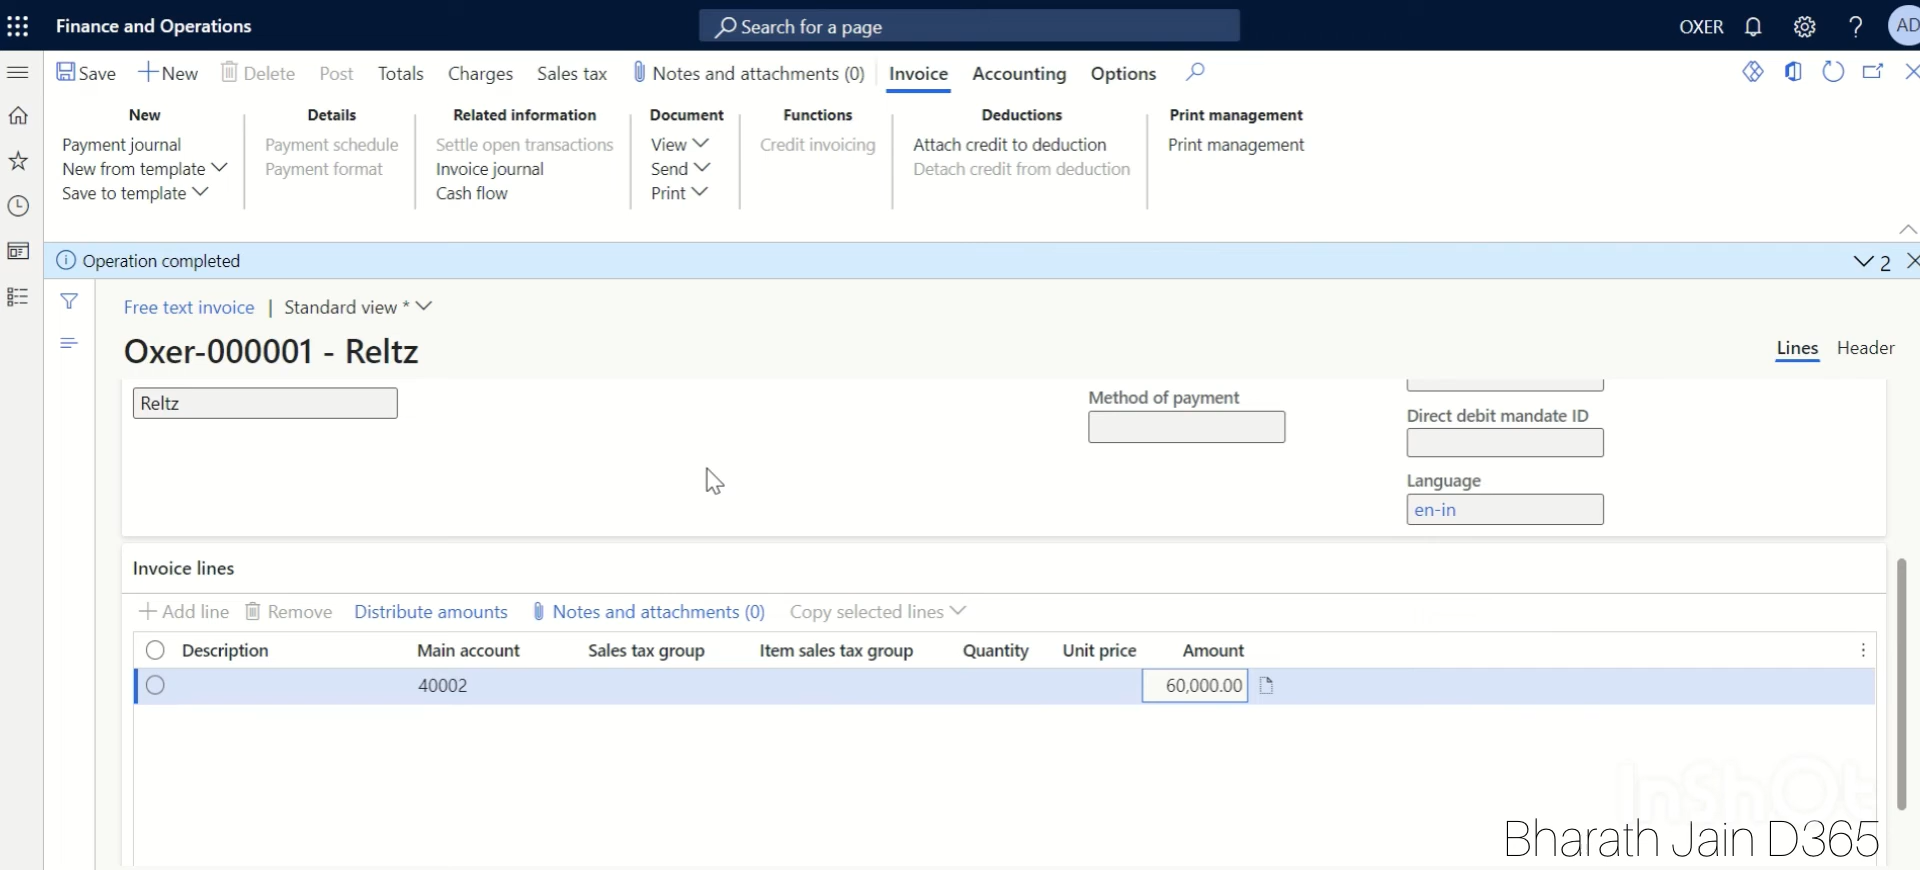 Finance and Operations
Search for a page
OXER
?
AD
Save New Delete Post Totals Charges Sales tax Notes and attachments (0) Invoice Accounting Options
New
Payment journal
New from template
Save to template
Details
Payment schedule
Payment format
Related information
Settle open transactions
Invoice journal
Cash flow
Document
View
Send
Print
Functions
Credit invoicing
Deductions
Attach credit to deduction
Detach credit from deduction
Print management
Print management
Operation completed
2
Free text invoice | Standard view *
Oxer-000001 - Reltz
Lines Header
Reltz
Method of payment
Direct debit mandate ID
Language
en-in
Invoice lines
Add line Remove Distribute amounts Notes and attachments (0) Copy selected lines
Description Main account Sales tax group Item sales tax group Quantity Unit price Amount
40002 60,000.00
InShOt
Bharath Jain D365